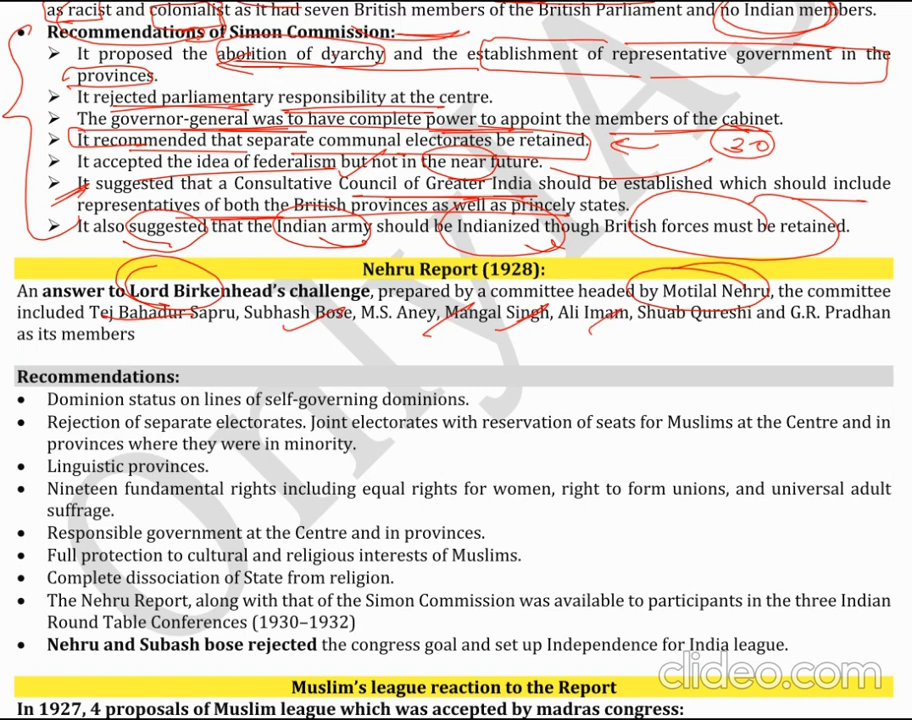 as racist and colonialist as it had seven British members of the British Parliament and no Indian members.
• Recommendations of Simon Commission:
➢ It proposed the abolition of dyarchy and the establishment of representative government in the
provinces.
➢ It rejected parliamentary responsibility at the centre.
➢ The governor-general was to have complete power to appoint the members of the cabinet.
➢ It recommended that separate communal electorates be retained.
30
➢ It accepted the idea of federalism but not in the near future.
➢ It suggested that a Consultative Council of Greater India should be established which should include
representatives of both the British provinces as well as princely states.
➢ It also suggested that the Indian army should be Indianized though British forces must be retained.
Nehru Report (1928):
An answer to Lord Birkenhead's challenge, prepared by a committee headed by Motilal Nehru, the committee
included Tej Bahadur Sapru, Subhash Bose, M.S. Aney, Mangal Singh, Ali Imam, Shuab Qureshi and G.R. Pradhan
as its members
Recommendations:
• Dominion status on lines of self-governing dominions.
• Rejection of separate electorates. Joint electorates with reservation of seats for Muslims at the Centre and in
provinces where they were in minority.
• Linguistic provinces.
• Nineteen fundamental rights including equal rights for women, right to form unions, and universal adult
suffrage.
• Responsible government at the Centre and in provinces.
• Full protection to cultural and religious interests of Muslims.
• Complete dissociation of State from religion.
• The Nehru Report, along with that of the Simon Commission was available to participants in the three Indian
Round Table Conferences (1930–1932)
• Nehru and Subash bose rejected the congress goal and set up Independence for India league.
clideo.com
Muslim's league reaction to the Report
In 1927, 4 proposals of Muslim league which was accepted by madras congress:
OnlyIAS